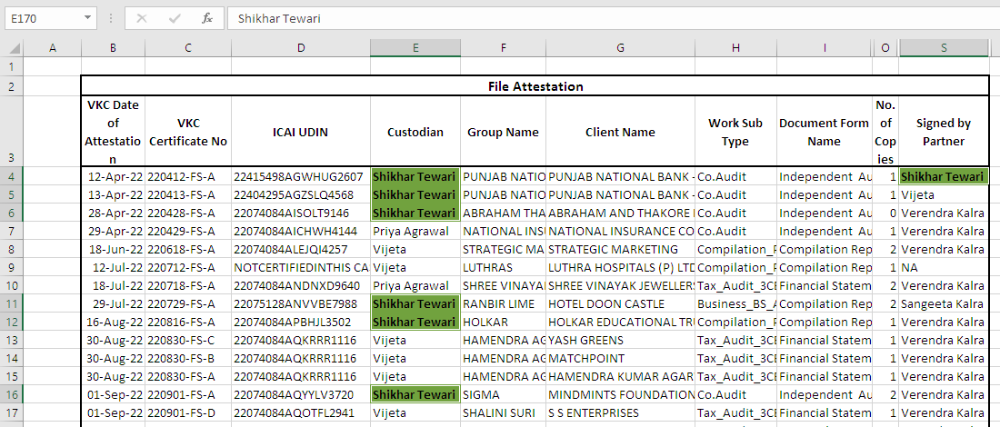 E170 fx Shikhar Tewari
A B C D E F G H I O S
1
2 File Attestation
3 VKC Date of Attestation VKC Certificate No ICAI UDIN Custodian Group Name Client Name Work Sub Type Document Form Name No. of Copies Signed by Partner
4 12-Apr-22 220412-FS-A 22415498AGWHUG2607 Shikhar Tewari PUNJAB NATIO PUNJAB NATIONAL BANK - Co.Audit Independent Au 1 Shikhar Tewari
5 13-Apr-22 220413-FS-A 22404295AGZSLQ4568 Shikhar Tewari PUNJAB NATIO PUNJAB NATIONAL BANK - Co.Audit Independent Au 1 Vijeta
6 28-Apr-22 220428-FS-A 22074084AISOLT9146 Shikhar Tewari ABRAHAM THA ABRAHAM AND THAKORE Co.Audit Independent Au 0 Verendra Kalra
7 29-Apr-22 220429-FS-A 22074084AICHWH4144 Priya Agrawal NATIONAL INSU NATIONAL INSURANCE CO Co.Audit Independent Au 1 Verendra Kalra
8 18-Jun-22 220618-FS-A 22074084ALEJQI4257 Vijeta STRATEGIC MA STRATEGIC MARKETING Compilation_F Compilation Rep 2 Verendra Kalra
9 12-Jul-22 220712-FS-A NOTCERTIFIEDINTHIS CA Vijeta LUTHRAS LUTHRA HOSPITALS (P) LTD Compilation_F Compilation Rep 1 NA
10 18-Jul-22 220718-FS-A 22074084ANDNXD9640 Priya Agrawal SHREE VINAYA SHREE VINAYAK JEWELLERS Tax_Audit_3CE Financial Statem 1 Verendra Kalra
11 29-Jul-22 220729-FS-A 22075128ANVVBE7988 Shikhar Tewari RANBIR LIME HOTEL DOON CASTLE Business_BS_A Compilation Rep 2 Sangeeta Kalra
12 16-Aug-22 220816-FS-A 22074084APBHJL3502 Shikhar Tewari HOLKAR HOLKAR EDUCATIONAL TRU Compilation_F Compilation Rep 1 Verendra Kalra
13 30-Aug-22 220830-FS-C 22074084AQKRRR1116 Vijeta HAMENDRA AG YASH GREENS Tax_Audit_3CE Financial Statem 1 Verendra Kalra
14 30-Aug-22 220830-FS-B 22074084AQKRRR1116 Vijeta HAMENDRA AG MATCHPOINT Tax_Audit_3CE Financial Statem 1 Verendra Kalra
15 30-Aug-22 220830-FS-A 22074084AQKRRR1116 Vijeta HAMENDRA AG HAMENDRA KUMAR AGAR Tax_Audit_3CE Financial Statem 1 Verendra Kalra
16 01-Sep-22 220901-FS-A 22074084AQYYLV3720 Shikhar Tewari SIGMA MINDMINTS FOUNDATION Co.Audit Independent Au 2 Verendra Kalra
17 01-Sep-22 220901-FS-D 22074084AQOTFL2941 Vijeta SHALINI SURI S S ENTERPRISES Tax_Audit_3CE Financial Statem 1 Verendra Kalra